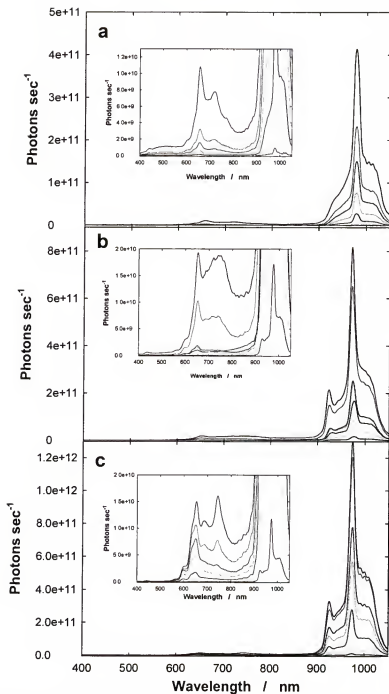 a
5e+11
4e+11
3e+11
2e+11
1e+11
0
Photons sec-1
1.2e+10
1.0e+10
8.0e+9
6.0e+9
4.0e+9
2.0e+9
0.0
Photons sec-1
400 500 600 700 800 900 1000
Wavelength / nm
b
8e+11
6e+11
4e+11
2e+11
0
Photons sec-1
2.0e+10
1.5e+10
1.0e+10
5.0e+9
0.0
Photons sec-1
400 500 600 700 800 900 1000
Wavelength / nm
c
1.2e+12
1.0e+12
8.0e+11
6.0e+11
4.0e+11
2.0e+11
0.0
Photons sec-1
2.0e+10
1.5e+10
1.0e+10
5.0e+9
0.0
Photons sec-1
400 500 600 700 800 900 1000
Wavelength / nm
400 500 600 700 800 900 1000
Wavelength / nm